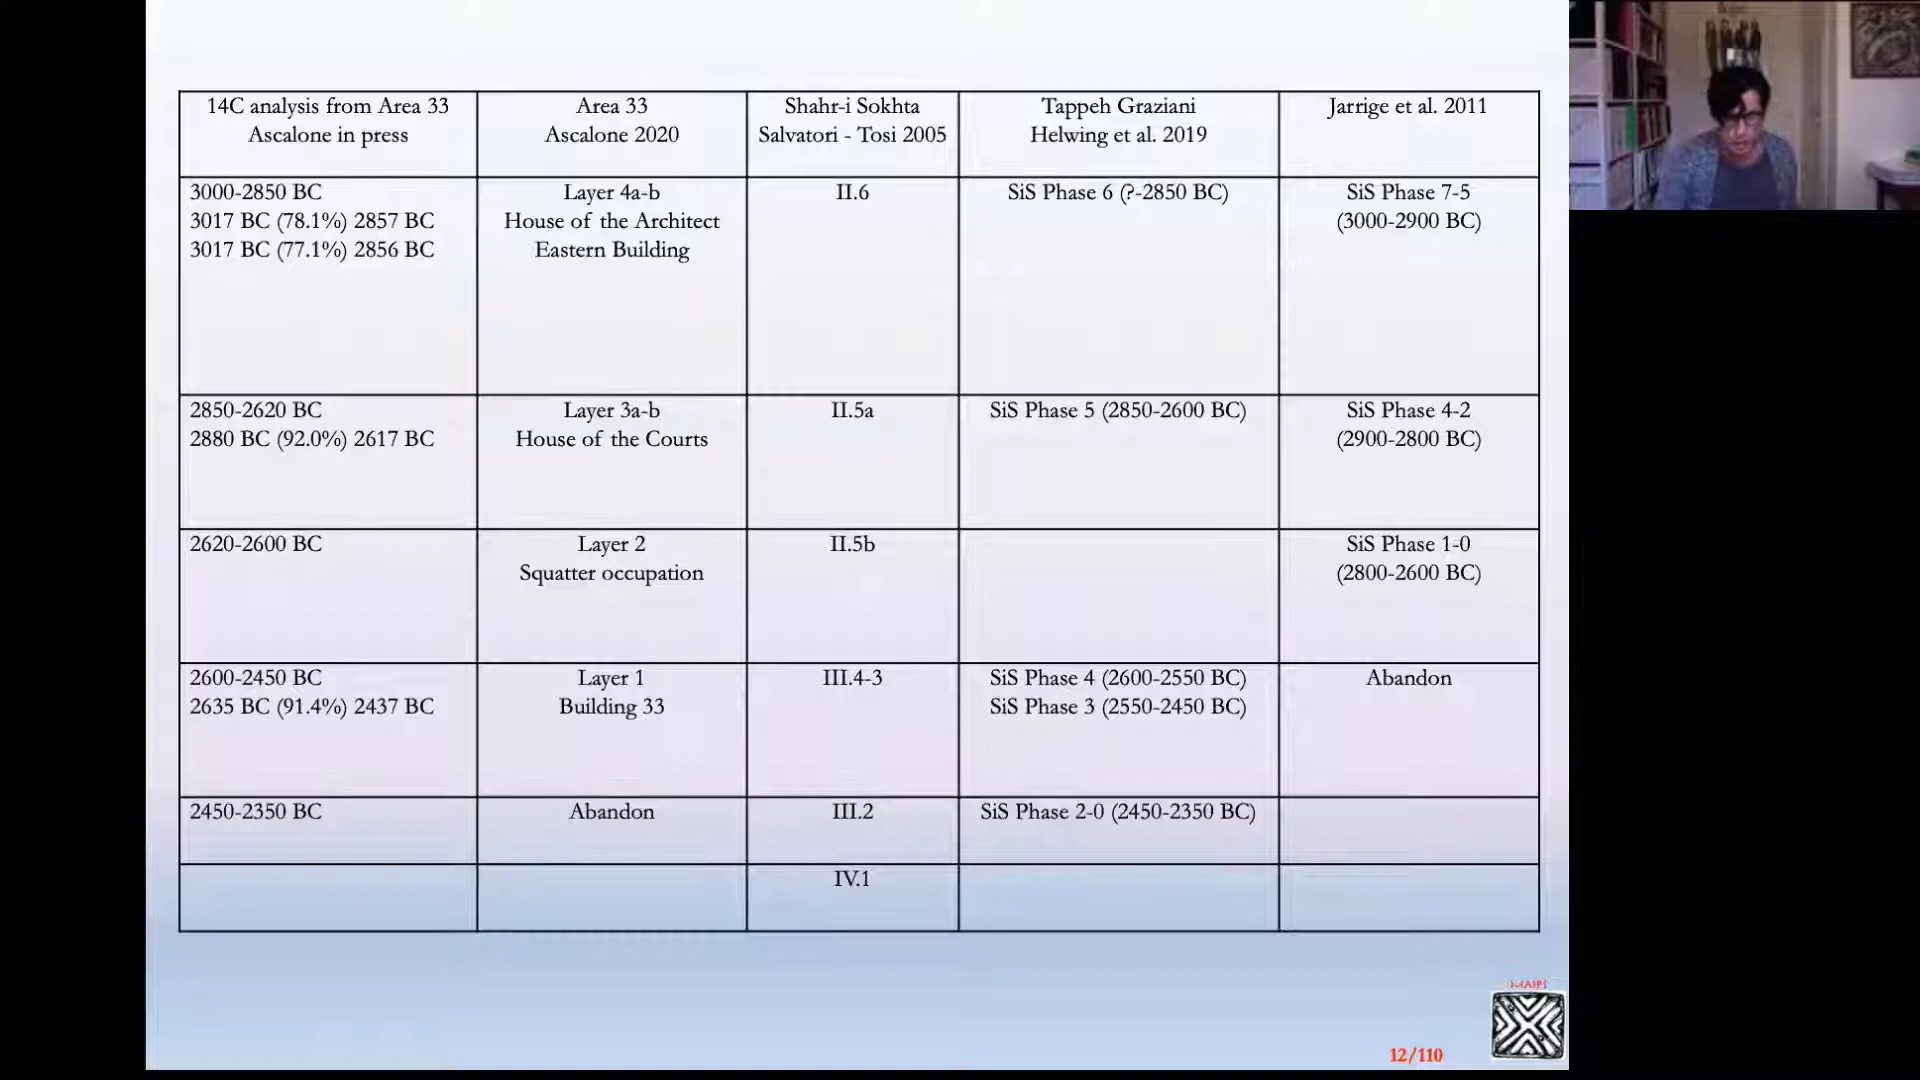 14C analysis from Area 33
Ascalone in press
Area 33
Ascalone 2020
Shahr-i Sokhta
Salvatori - Tosi 2005
Tappeh Graziani
Helwing et al. 2019
Jarrige et al. 2011
3000-2850 BC
3017 BC (78.1%) 2857 BC
3017 BC (77.1%) 2856 BC
Layer 4a-b
House of the Architect
Eastern Building
II.6
SiS Phase 6 (?-2850 BC)
SiS Phase 7-5
(3000-2900 BC)
2850-2620 BC
2880 BC (92.0%) 2617 BC
Layer 3a-b
House of the Courts
II.5a
SiS Phase 5 (2850-2600 BC)
SiS Phase 4-2
(2900-2800 BC)
2620-2600 BC
Layer 2
Squatter occupation
II.5b
SiS Phase 1-0
(2800-2600 BC)
2600-2450 BC
2635 BC (91.4%) 2437 BC
Layer 1
Building 33
III.4-3
SiS Phase 4 (2600-2550 BC)
SiS Phase 3 (2550-2450 BC)
Abandon
2450-2350 BC
Abandon
III.2
SiS Phase 2-0 (2450-2350 BC)
IV.1
12/110